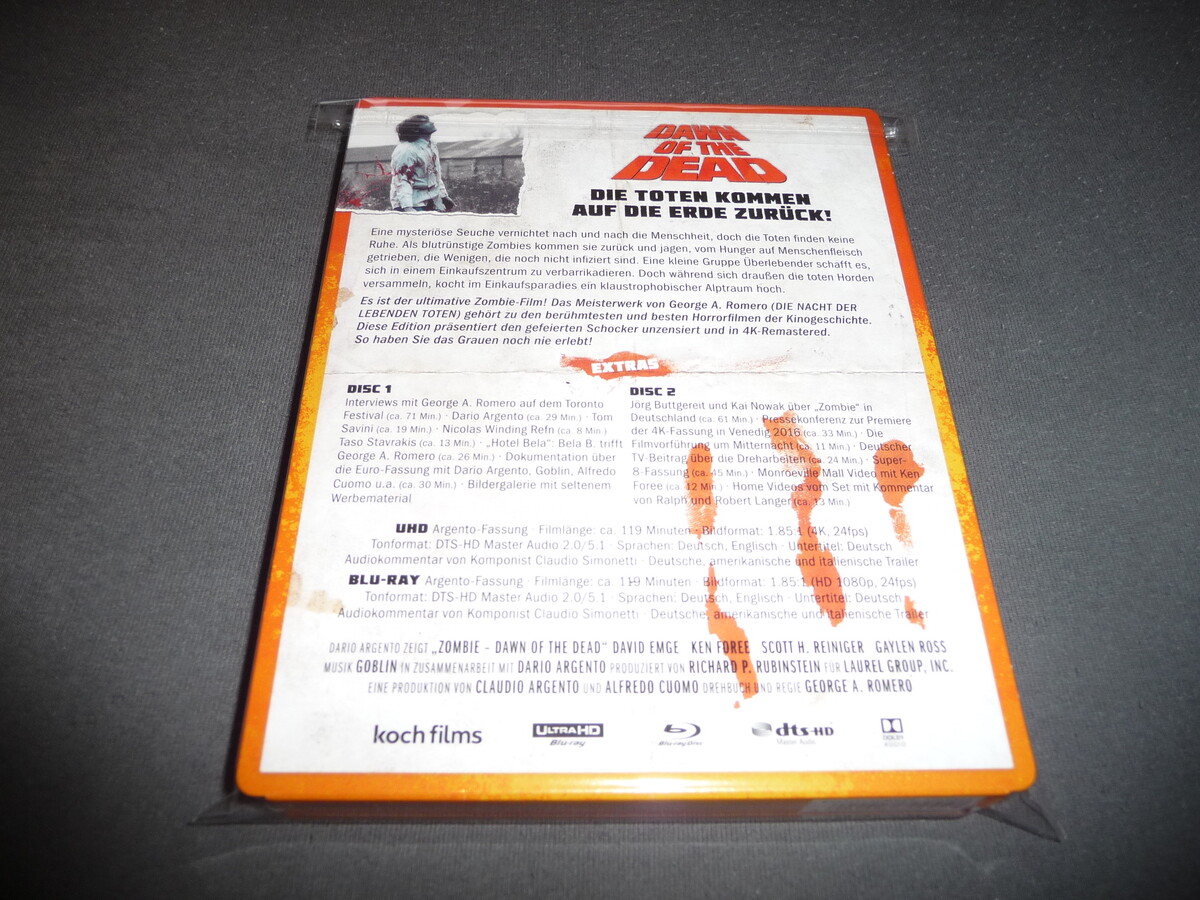 DAWN
OF THE
DEAD
DIE TOTEN KOMMEN
AUF DIE ERDE ZURÜCK!
Eine mysteriöse Seuche vernichtet nach und nach die Menschheit, doch die Toten finden keine
Ruhe. Als blutrünstige Zombies kommen sie zurück und jagen, vom Hunger auf Menschenfleisch
getrieben, die Wenigen, die noch nicht infiziert sind. Eine kleine Gruppe Überlebender schafft es,
sich in einem Einkaufszentrum zu verbarrikadieren. Doch während sich draußen die toten Horden
versammeln, kocht im Einkaufsparadies ein klaustrophobischer Alptraum hoch.
Es ist der ultimative Zombie-Film! Das Meisterwerk von George A. Romero (DIE NACHT DER
LEBENDEN TOTEN) gehört zu den berühmtesten und besten Horrorfilmen der Kinogeschichte.
Diese Edition präsentiert den gefeierten Schocker unzensiert und in 4K-Remastered.
So haben Sie das Grauen noch nie erlebt!
EXTRAS
DISC 1
Interviews mit George A. Romero auf dem Toronto
Festival (ca. 71 Min.) · Dario Argento (ca. 29 Min.) · Tom
Savini (ca. 19 Min.) · Nicolas Winding Refn (ca. 8 Min.)
Taso Stavrakis (ca. 13 Min.) · „Hotel Bela“: Bela B. trifft
George A. Romero (ca. 26 Min.) · Dokumentation über
die Euro-Fassung mit Dario Argento, Goblin, Alfredo
Cuomo u.a. (ca. 30 Min.) · Bildergalerie mit seltenem
Werbematerial
DISC 2
Jörg Buttgereit und Kai Nowak über „Zombie“ in
Deutschland (ca. 61 Min.) · Pressekonferenz zur Premiere
der 4K-Fassung in Venedig 2016 (ca. 33 Min.) · Die
Filmvorführung um Mitternacht (ca. 11 Min.) · Deutscher
TV-Beitrag über die Dreharbeiten (ca. 24 Min.) · Super-
8-Fassung (ca. 45 Min.) · Monroeville Mall Video mit Ken
Foree (ca. 12 Min.) · Home Videos vom Set mit Kommentar
von Ralph und Robert Langer (ca. 13 Min.)
UHD Argento-Fassung · Filmlänge: ca. 119 Minuten · Bildformat: 1.85:1 (4K, 24fps)
Tonformat: DTS-HD Master Audio 2.0/5.1 · Sprachen: Deutsch, Englisch · Untertitel: Deutsch
Audiokommentar von Komponist Claudio Simonetti · Deutsche, amerikanische und italienische Trailer
BLU-RAY Argento-Fassung · Filmlänge: ca. 119 Minuten · Bildformat: 1.85:1 (HD 1080p, 24fps)
Tonformat: DTS-HD Master Audio 2.0/5.1 · Sprachen: Deutsch, Englisch · Untertitel: Deutsch
Audiokommentar von Komponist Claudio Simonetti · Deutsche, amerikanische und italienische Trailer
DARIO ARGENTO ZEIGT „ZOMBIE – DAWN OF THE DEAD“ DAVID EMGE KEN FOREE SCOTT H. REINIGER GAYLEN ROSS
MUSIK GOBLIN IN ZUSAMMENARBEIT MIT DARIO ARGENTO PRODUZIERT VON RICHARD P. RUBINSTEIN FÜR LAUREL GROUP, INC.
EINE PRODUKTION VON CLAUDIO ARGENTO UND ALFREDO CUOMO DREHBUCH UND REGIE GEORGE A. ROMERO
koch films ULTRA HD Blu-ray Blu-ray Disc dts-HD Master Audio DOLBY AUDIO